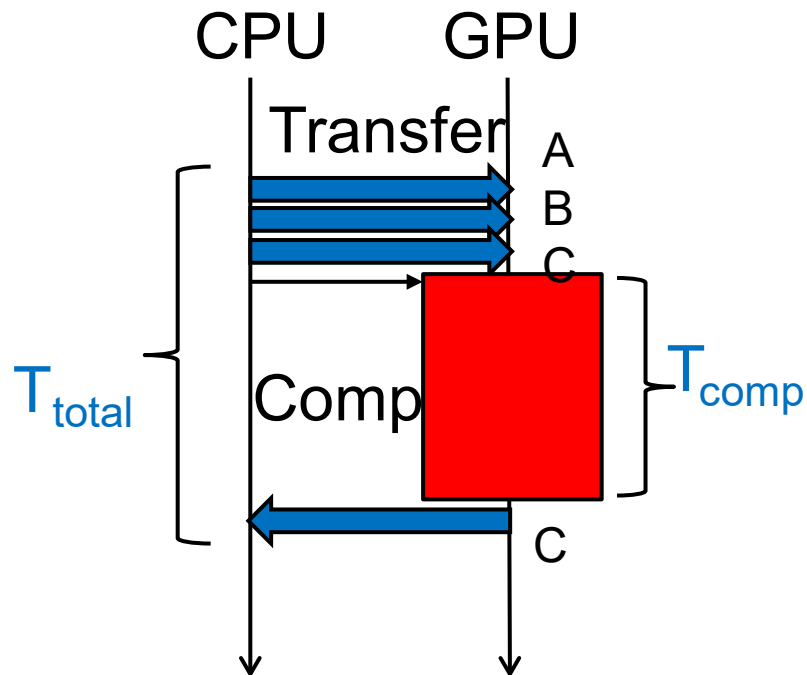 CPU GPU
Transfer
A
B
C
T_total
Comp
T_comp
C